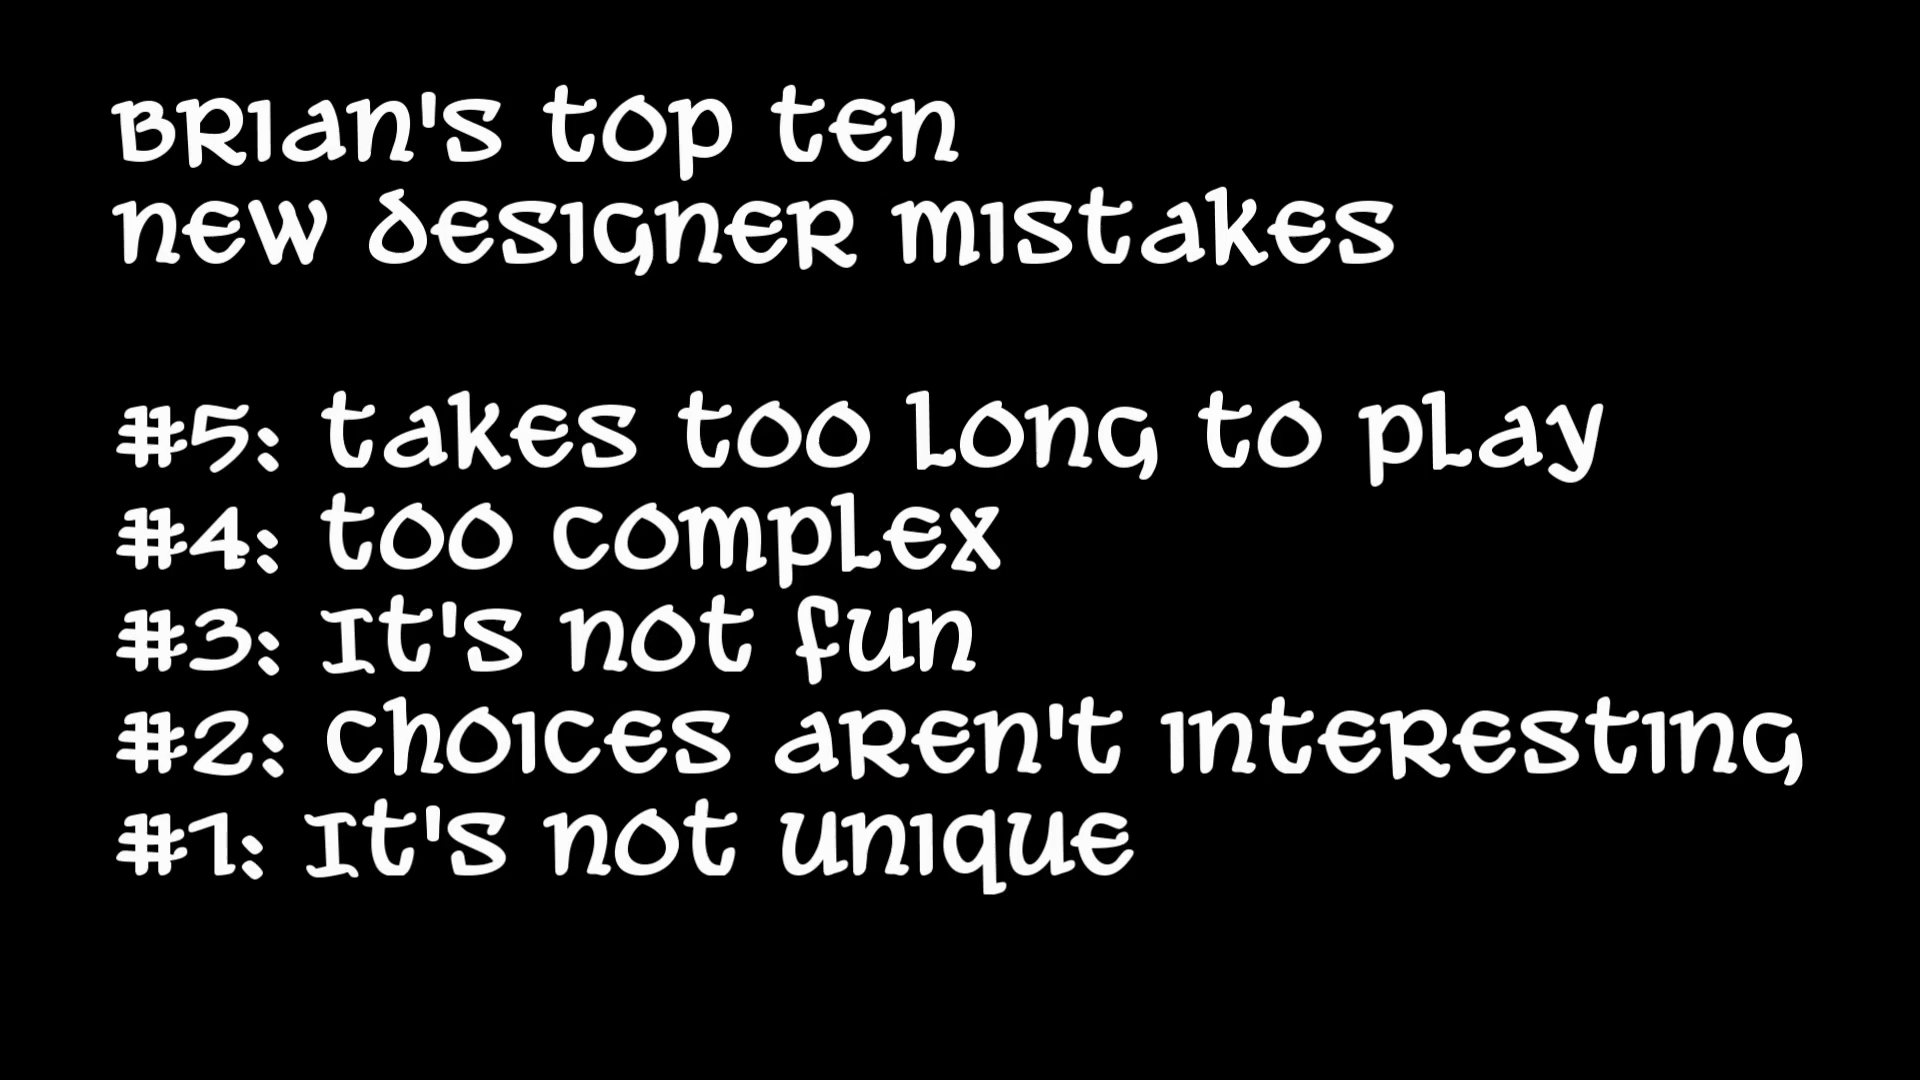 Brian's top ten
new designer mistakes
#5: takes too long to play
#4: too complex
#3: It's not fun
#2: choices aren't interesting
#1: It's not unique